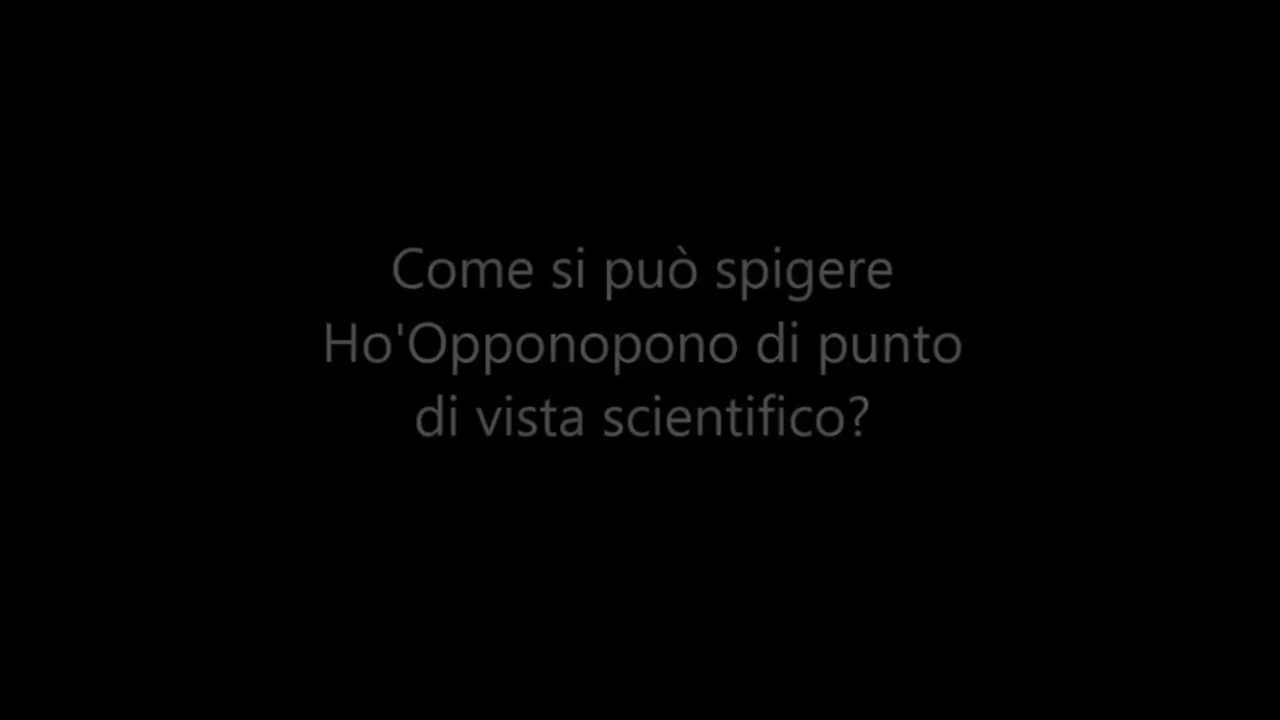 Come si può spigere
Ho'Opponopono di punto
di vista scientifico?